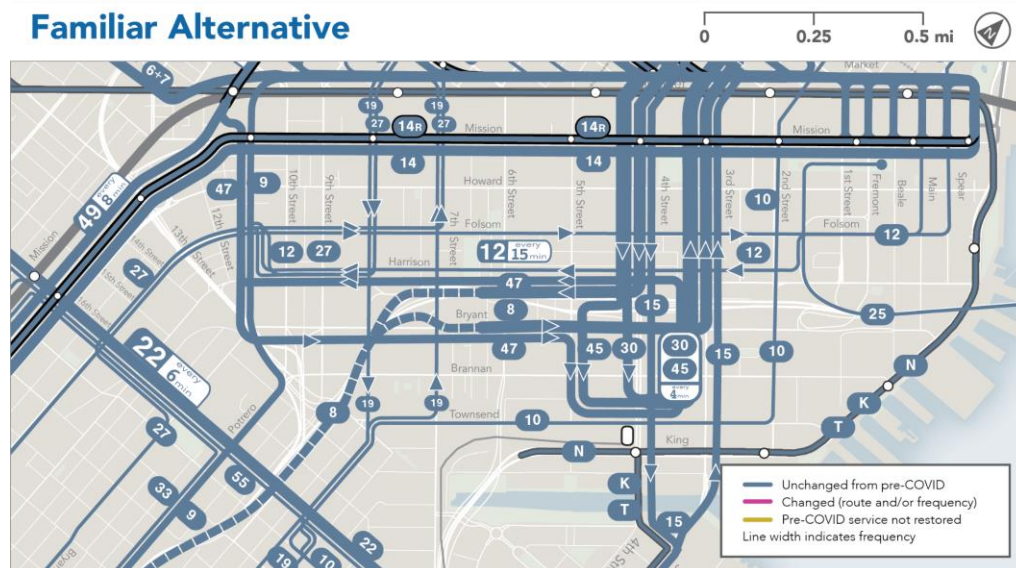 Familiar Alternative
0 0.25 0.5 mi
Market
6+7
19 19
27 27
14R 14R
Mission Mission
14 14
49 every 8 min
47
9
10th Street
9th Street
Howard
6th Street
5th Street
4th Street
3rd Street
10
2nd Street
1st Street
Fremont
Beale
Main
Spear
Mission
12th Street
13th Street
14th Street
15th Street
16th Street
7th Street
Folsom Folsom
27
12 27
12 every 15 min
12
12
Harrison
47
8
15
25
Bryant
47
45 30
30
45
every 4 min
15
10
Brannan
22 every 6 min
8
19 19
Townsend
10
King
N
N
K
T
Potrero
27
55
33
9
K
T
15
4th Street
22
19
10
Bryant
Unchanged from pre-COVID
Changed (route and/or frequency)
Pre-COVID service not restored
Line width indicates frequency